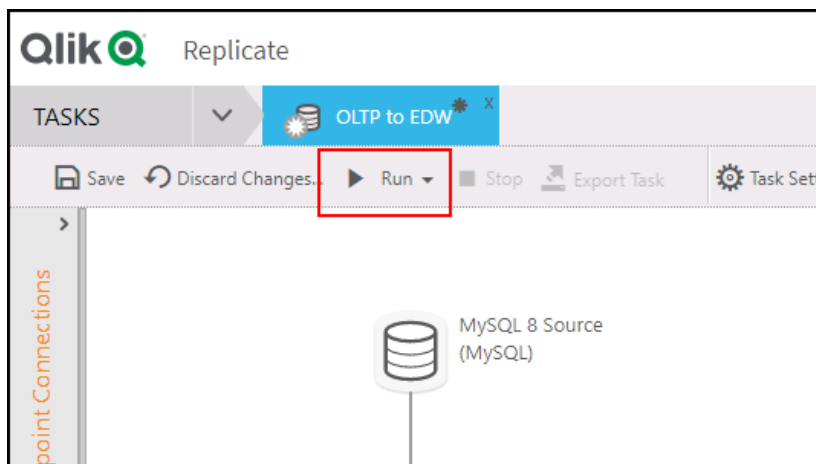 Qlik Replicate
TASKS OLTP to EDW* X
Save Discard Changes... Run Stop Export Task Task Sett
MySQL 8 Source
(MySQL)
point Connections